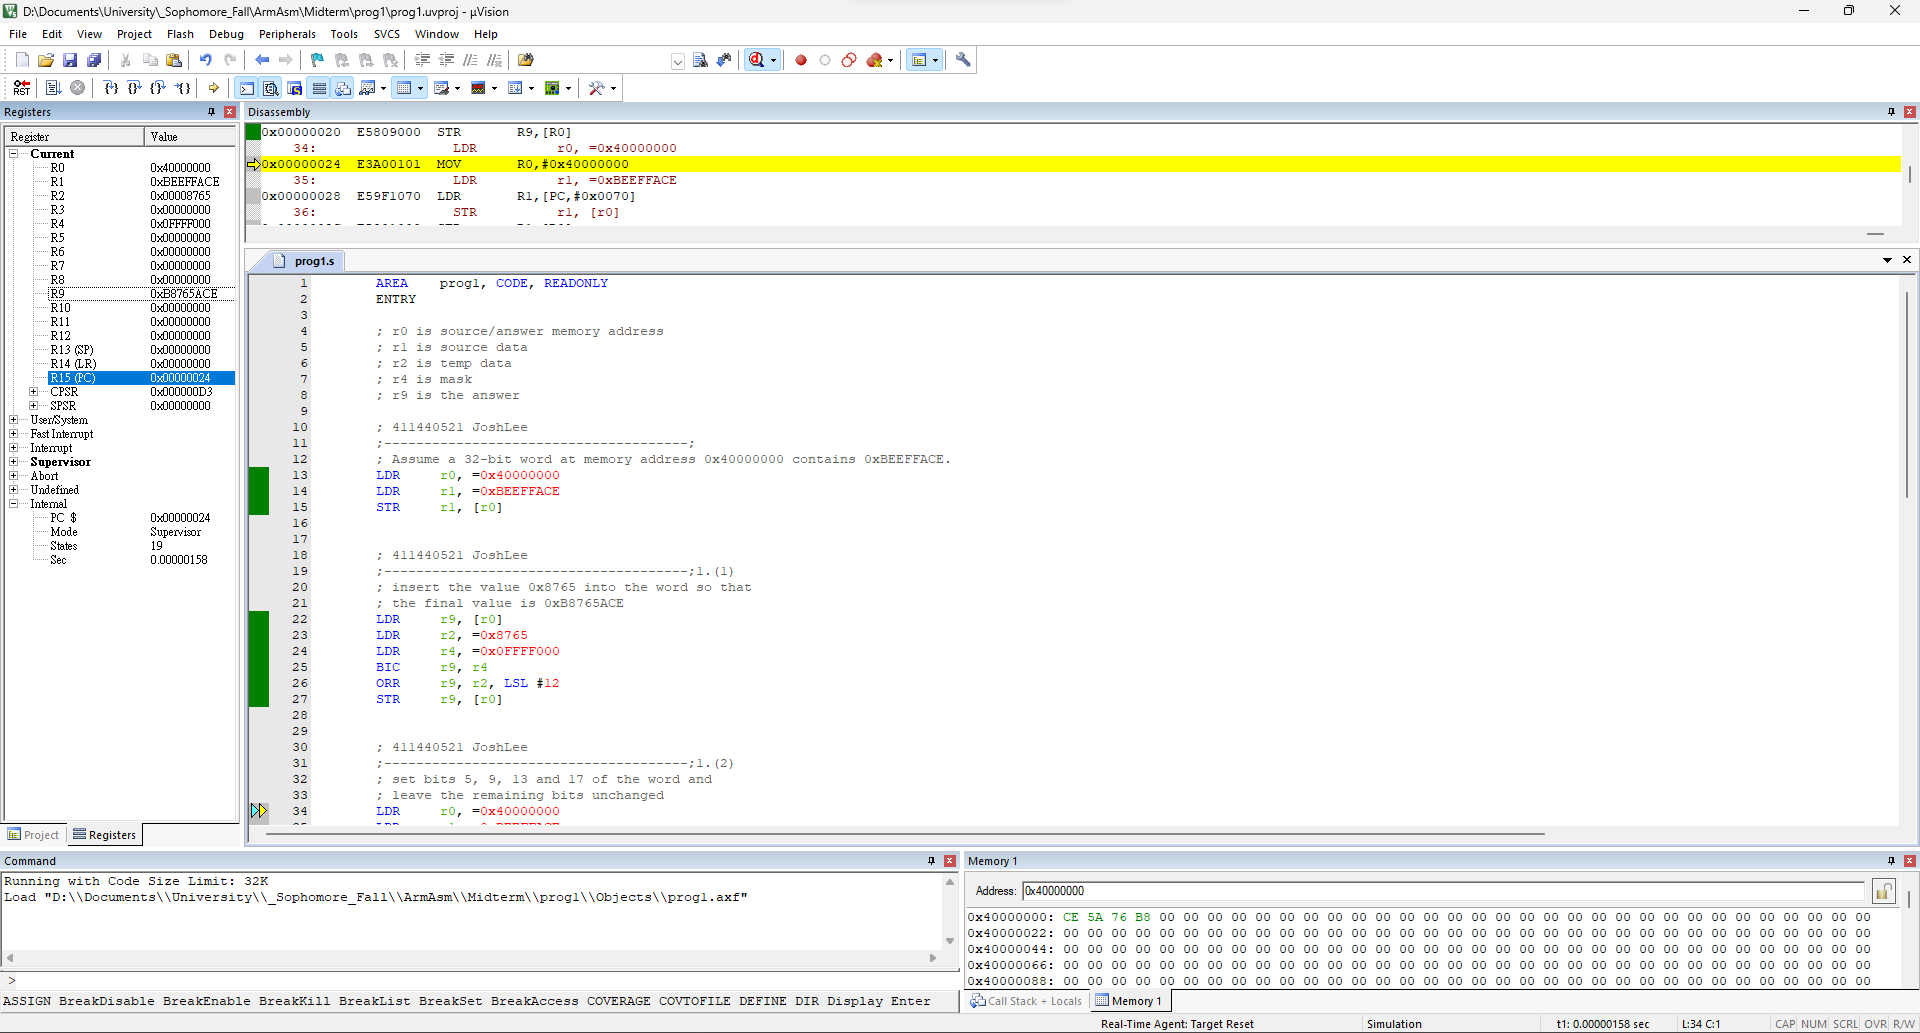 D:\Documents\University\_Sophomore_Fall\ArmAsm\Midterm\prog1\prog1.uvproj - µVision
File Edit View Project Flash Debug Peripherals Tools SVCS Window Help
Registers
Register Value
Current
R0 0x40000000
R1 0xBEEFFACE
R2 0x00008765
R3 0x00000000
R4 0x0FFFF000
R5 0x00000000
R6 0x00000000
R7 0x00000000
R8 0x00000000
R9 0xB8765ACE
R10 0x00000000
R11 0x00000000
R12 0x00000000
R13 (SP) 0x00000000
R14 (LR) 0x00000000
R15 (PC) 0x00000024
CPSR 0x000000D3
SPSR 0x00000000
User/System
Fast Interrupt
Interrupt
Supervisor
Abort
Undefined
Internal
PC $ 0x00000024
Mode Supervisor
States 19
Sec 0.00000158
Project Registers
Disassembly
0x00000020 E5809000 STR R9,[R0]
34: LDR r0, =0x40000000
0x00000024 E3A00101 MOV R0,#0x40000000
35: LDR r1, =0xBEEFFACE
0x00000028 E59F1070 LDR R1,[PC,#0x0070]
36: STR r1, [r0]
prog1.s
1 AREA prog1, CODE, READONLY
2 ENTRY
3
4 ; r0 is source/answer memory address
5 ; r1 is source data
6 ; r2 is temp data
7 ; r4 is mask
8 ; r9 is the answer
9
10 ; 411440521 JoshLee
11 ;--------------------------------------;
12 ; Assume a 32-bit word at memory address 0x40000000 contains 0xBEEFFACE.
13 LDR r0, =0x40000000
14 LDR r1, =0xBEEFFACE
15 STR r1, [r0]
16
17
18 ; 411440521 JoshLee
19 ;--------------------------------------;1.(1)
20 ; insert the value 0x8765 into the word so that
21 ; the final value is 0xB8765ACE
22 LDR r9, [r0]
23 LDR r2, =0x8765
24 LDR r4, =0x0FFFF000
25 BIC r9, r4
26 ORR r9, r2, LSL #12
27 STR r9, [r0]
28
29
30 ; 411440521 JoshLee
31 ;--------------------------------------;1.(2)
32 ; set bits 5, 9, 13 and 17 of the word and
33 ; leave the remaining bits unchanged
34 LDR r0, =0x40000000
Command
Running with Code Size Limit: 32K
Load "D:\\Documents\\University\\_Sophomore_Fall\\ArmAsm\\Midterm\\prog1\\Objects\\prog1.axf"
>
ASSIGN BreakDisable BreakEnable BreakKill BreakList BreakSet BreakAccess COVERAGE COVTOFILE DEFINE DIR Display Enter
Memory 1
Address: 0x40000000
0x40000000: CE 5A 76 B8 00 00 00 00 00 00 00 00 00 00 00 00 00 00 00 00 00 00 00 00 00 00 00 00 00 00 00 00 00 00
0x40000022: 00 00 00 00 00 00 00 00 00 00 00 00 00 00 00 00 00 00 00 00 00 00 00 00 00 00 00 00 00 00 00 00 00 00
0x40000044: 00 00 00 00 00 00 00 00 00 00 00 00 00 00 00 00 00 00 00 00 00 00 00 00 00 00 00 00 00 00 00 00 00 00
0x40000066: 00 00 00 00 00 00 00 00 00 00 00 00 00 00 00 00 00 00 00 00 00 00 00 00 00 00 00 00 00 00 00 00 00 00
0x40000088: 00 00 00 00 00 00 00 00 00 00 00 00 00 00 00 00 00 00 00 00 00 00 00 00 00 00 00 00 00 00 00 00 00 00
Call Stack + Locals Memory 1
Real-Time Agent: Target Reset Simulation t1: 0.00000158 sec L:34 C:1 CAP NUM SCRL OVR R/W